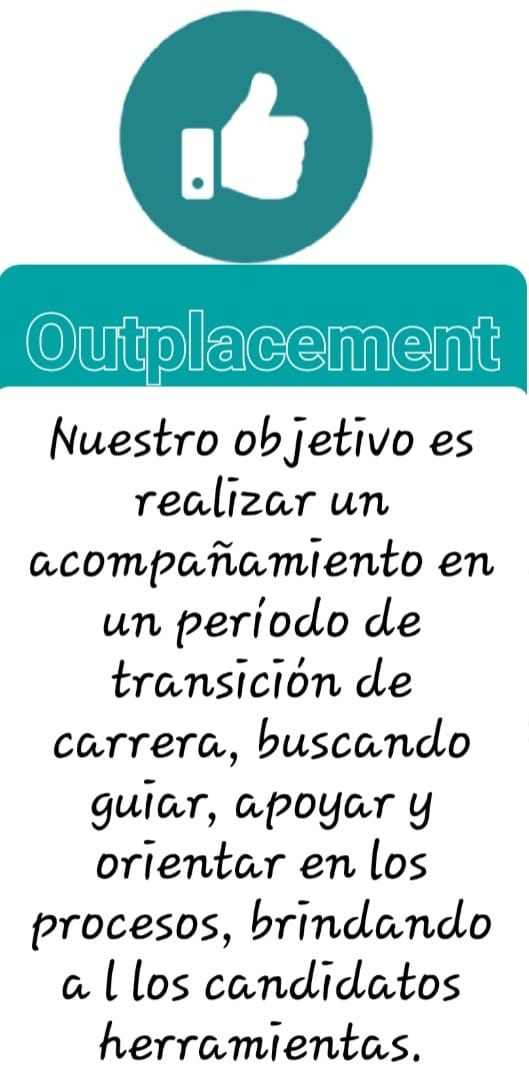 Outplacement
Nuestro objetivo es
realizar un
acompañamiento en
un período de
transición de
carrera, buscando
guiar, apoyar y
orientar en los
procesos, brindando
a l los candidatos
herramientas.